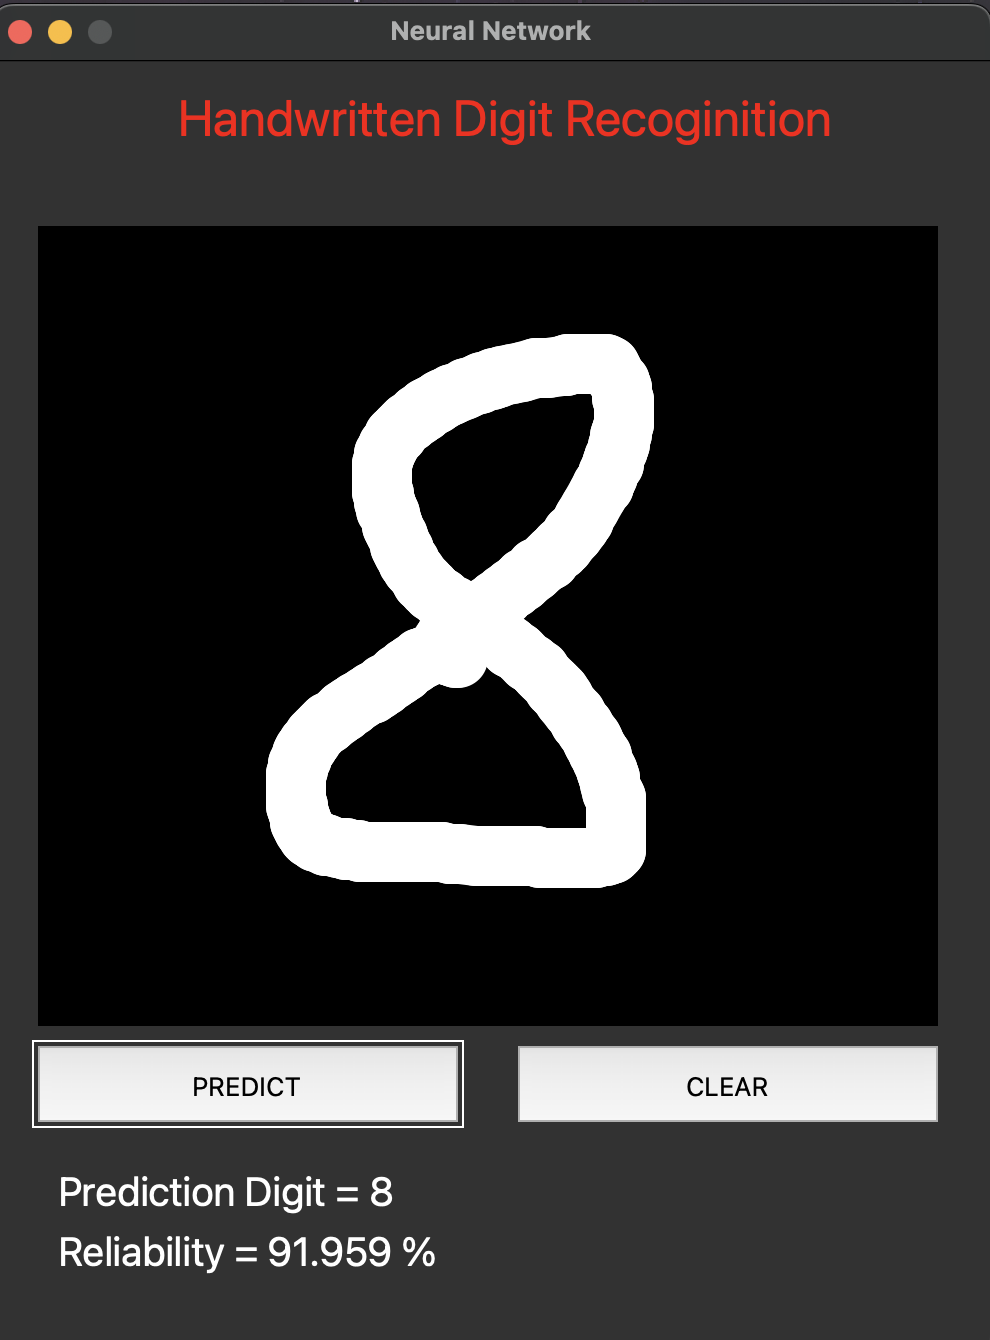 Neural Network
Handwritten Digit Recoginition
8
PREDICT CLEAR
Prediction Digit = 8
Reliability = 91.959 %